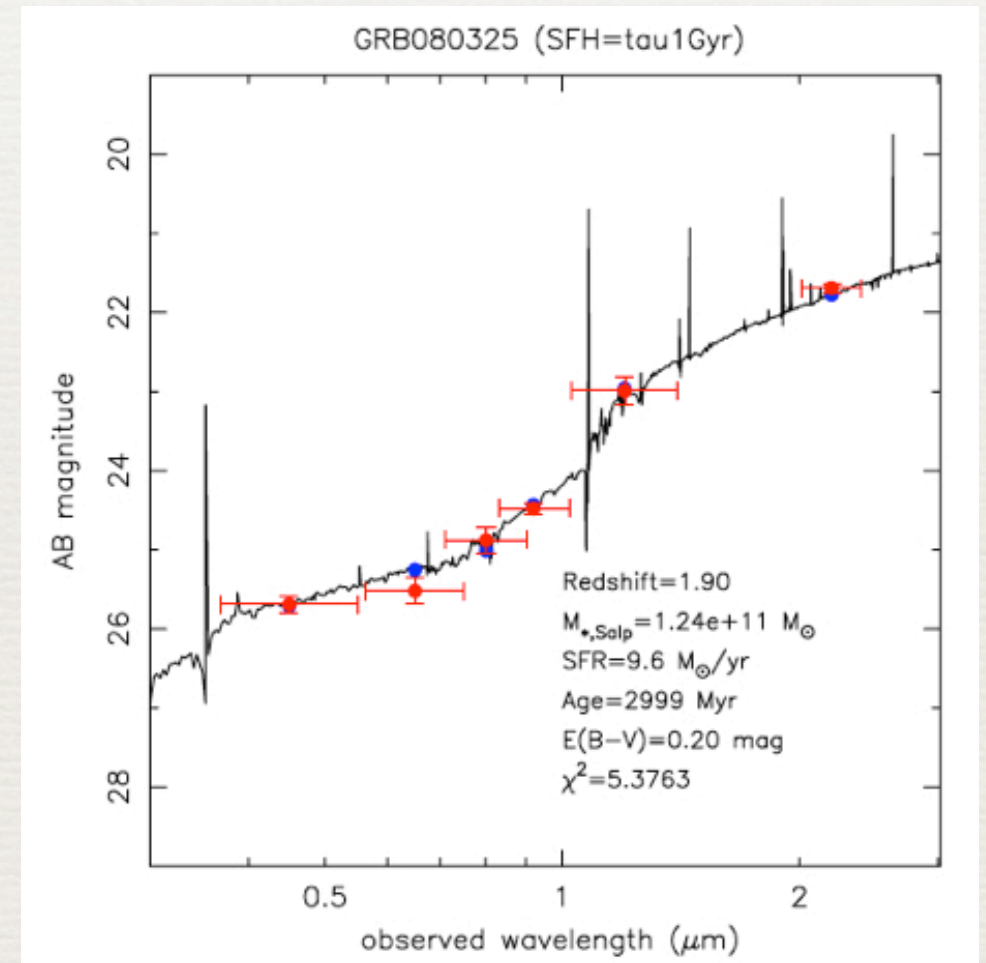 GRB080325 (SFH=tau1Gyr)
20
22
24
26
28
AB magnitude
Redshift=1.90
M*,Salp=1.24e+11 M⊙
SFR=9.6 M⊙/yr
Age=2999 Myr
E(B−V)=0.20 mag
χ²=5.3763
0.5 1 2
observed wavelength (μm)